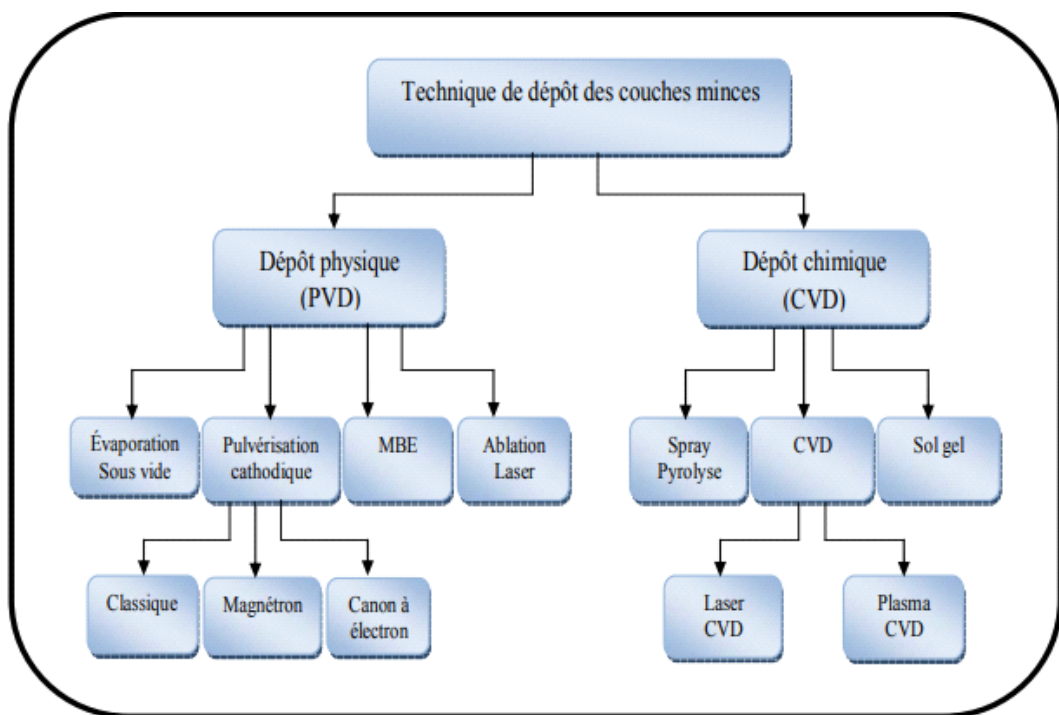 Technique de dépôt des couches minces
Dépôt physique
(PVD)
Dépôt chimique
(CVD)
Évaporation
Sous vide
Pulvérisation
cathodique
MBE
Ablation
Laser
Spray
Pyrolyse
CVD
Sol gel
Classique
Magnétron
Canon à
électron
Laser
CVD
Plasma
CVD